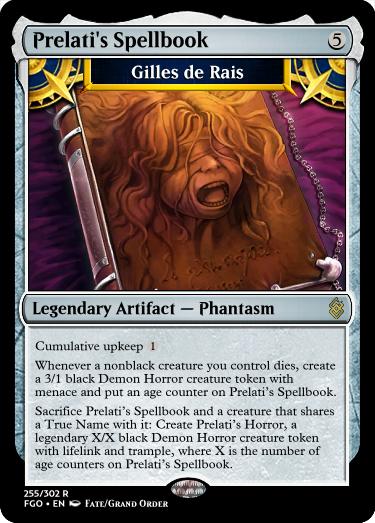 Prelati's Spellbook 5
Gilles de Rais
Legendary Artifact — Phantasm
Cumulative upkeep 1
Whenever a nonblack creature you control dies, create
a 3/1 black Demon Horror creature token with
menace and put an age counter on Prelati's Spellbook.
Sacrifice Prelati's Spellbook and a creature that shares
a True Name with it: Create Prelati's Horror, a
legendary X/X black Demon Horror creature token
with lifelink and trample, where X is the number of
age counters on Prelati's Spellbook.
255/302 R
FGO • EN Fate/Grand Order